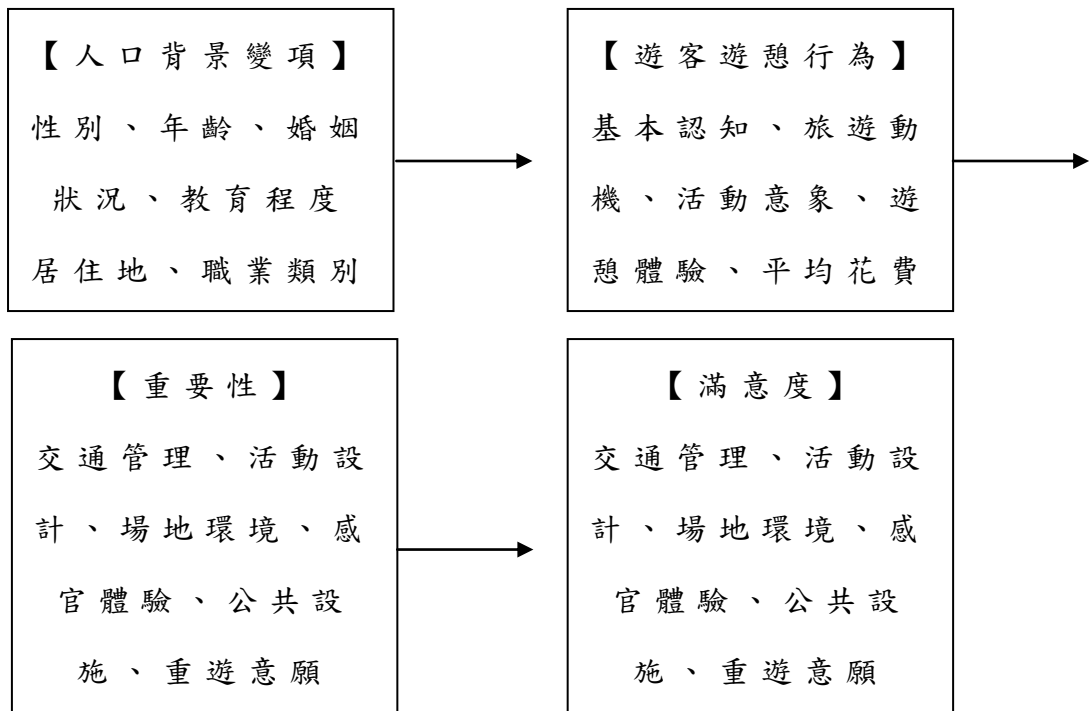 【人口背景變項】
性別、年齡、婚姻
狀況、教育程度
居住地、職業類別
【遊客遊憩行為】
基本認知、旅遊動
機、活動意象、遊
憩體驗、平均花費
【重要性】
交通管理、活動設
計、場地環境、感
官體驗、公共設
施、重遊意願
【滿意度】
交通管理、活動設
計、場地環境、感
官體驗、公共設
施、重遊意願